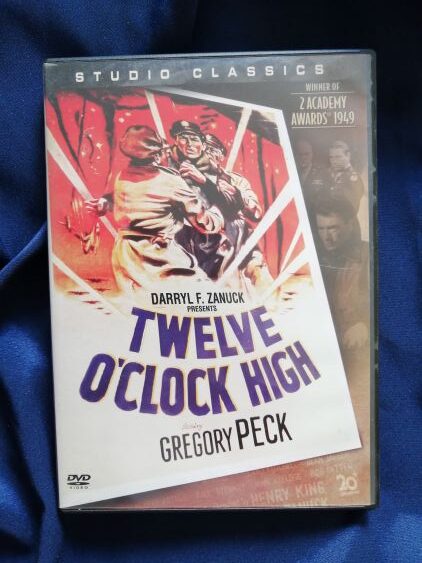 STUDIO CLASSICS
WINNER OF
2 ACADEMY
AWARDS® 1949
DARRYL F. ZANUCK
PRESENTS
TWELVE
O'CLOCK HIGH
Starring
GREGORY PECK
DVD
VIDEO
HENRY KING
20